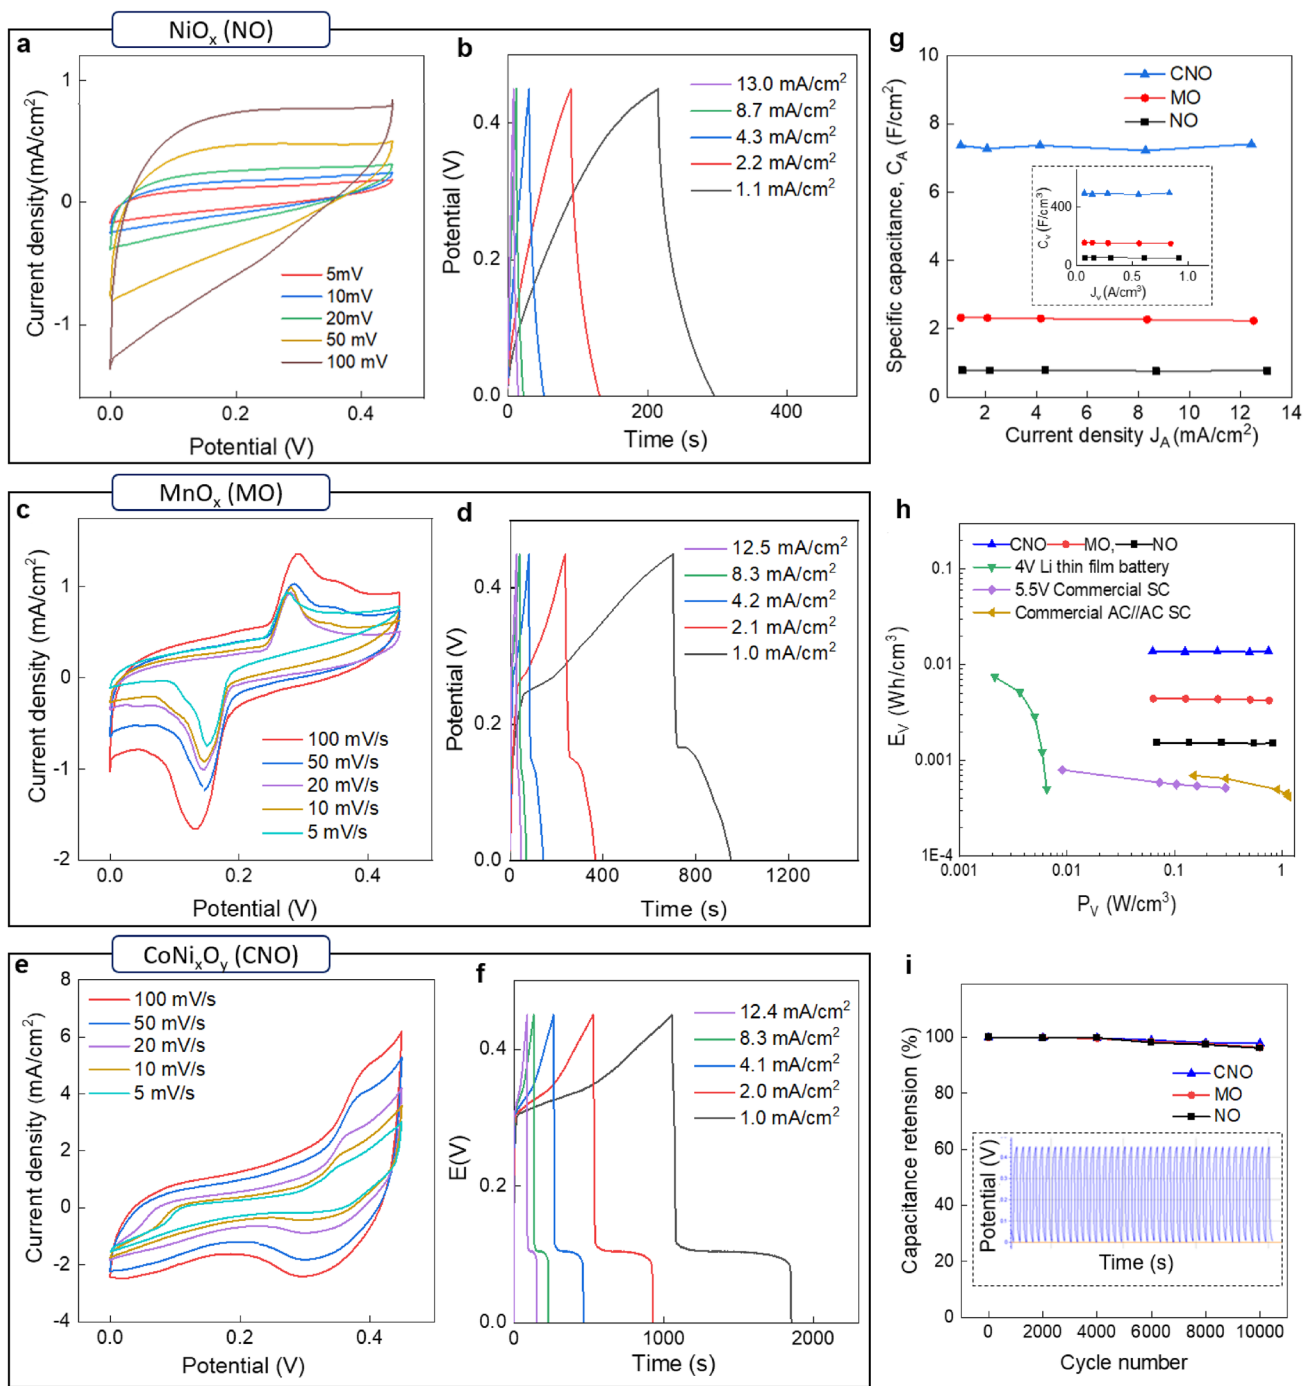 NiOₓ (NO)
a
1
0
-1
0.0
0.2
0.4
Current density(mA/cm²)
Potential (V)
5mV
10mV
20mV
50 mV
100 mV
b
0.4
0.2
0.0
0
200
400
Potential (V)
Time (s)
13.0 mA/cm²
8.7 mA/cm²
4.3 mA/cm²
2.2 mA/cm²
1.1 mA/cm²
MnOₓ (MO)
c
1
0
-1
-2
0.0
0.2
0.4
Current density (mA/cm²)
Potential (V)
100 mV/s
50 mV/s
20 mV/s
10 mV/s
5 mV/s
d
0.4
0.2
0.0
0
400
800
1200
Potential (V)
Time (s)
12.5 mA/cm²
8.3 mA/cm²
4.2 mA/cm²
2.1 mA/cm²
1.0 mA/cm²
CoNiₓOᵧ (CNO)
e
8
6
4
2
0
-2
-4
0.0
0.2
0.4
Current density (mA/cm²)
Potential (V)
100 mV/s
50 mV/s
20 mV/s
10 mV/s
5 mV/s
f
0.4
0.2
0.0
0
1000
2000
E(V)
Time (s)
12.4 mA/cm²
8.3 mA/cm²
4.1 mA/cm²
2.0 mA/cm²
1.0 mA/cm²
g
10
8
6
4
2
0
2
4
6
8
10
12
14
Specific capacitance, C_A (F/cm²)
Current density J_A (mA/cm²)
CNO
MO
NO
400
0
0.0
0.5
1.0
Cᵥ (F/cm³)
Jᵥ (A/cm³)
h
0.1
0.01
0.001
1E-4
0.001
0.01
0.1
1
E_V (Wh/cm³)
P_V (W/cm³)
CNO MO, NO
4V Li thin film battery
5.5V Commercial SC
Commercial AC//AC SC
i
100
80
60
40
20
0
0
2000
4000
6000
8000
10000
Capacitance retension (%)
Cycle number
CNO
MO
NO
Potential (V)
Time (s)